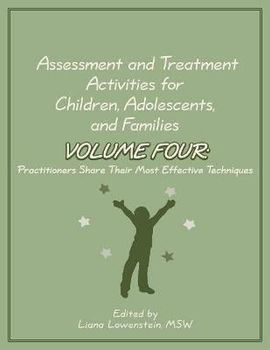 Assessment and Treatment
Activities for
Children, Adolescents,
and Families
VOLUME FOUR:
Practitioners Share Their Most Effective Techniques
Edited by
Liana Lowenstein, MSW